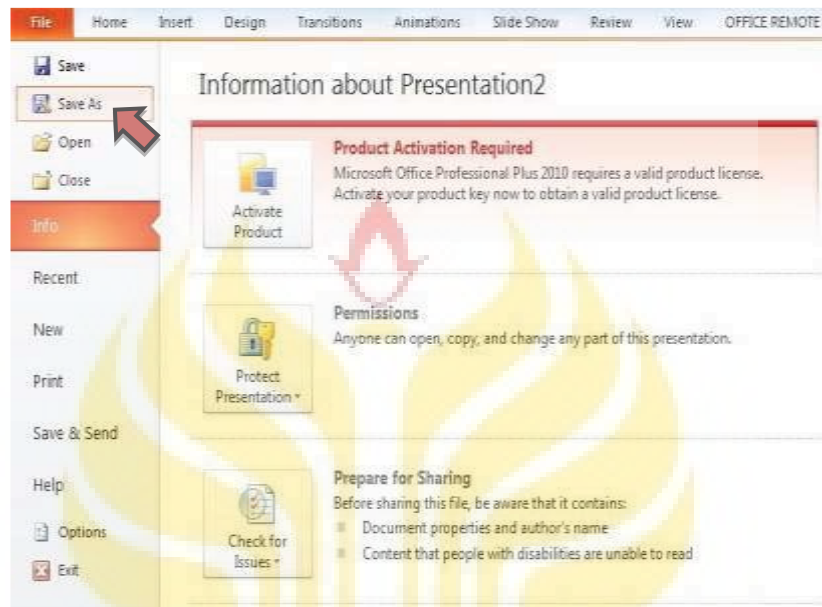 File Home Insert Design Transitions Animations Slide Show Review View OFFICE REMOTE
Save
Save As
Open
Close
Info
Recent
New
Print
Save & Send
Help
Options
Exit
Information about Presentation2
Activate
Product
Product Activation Required
Microsoft Office Professional Plus 2010 requires a valid product license.
Activate your product key now to obtain a valid product license.
Protect
Presentation
Permissions
Anyone can open, copy, and change any part of this presentation.
Check for
Issues
Prepare for Sharing
Before sharing this file, be aware that it contains:
Document properties and author's name
Content that people with disabilities are unable to read